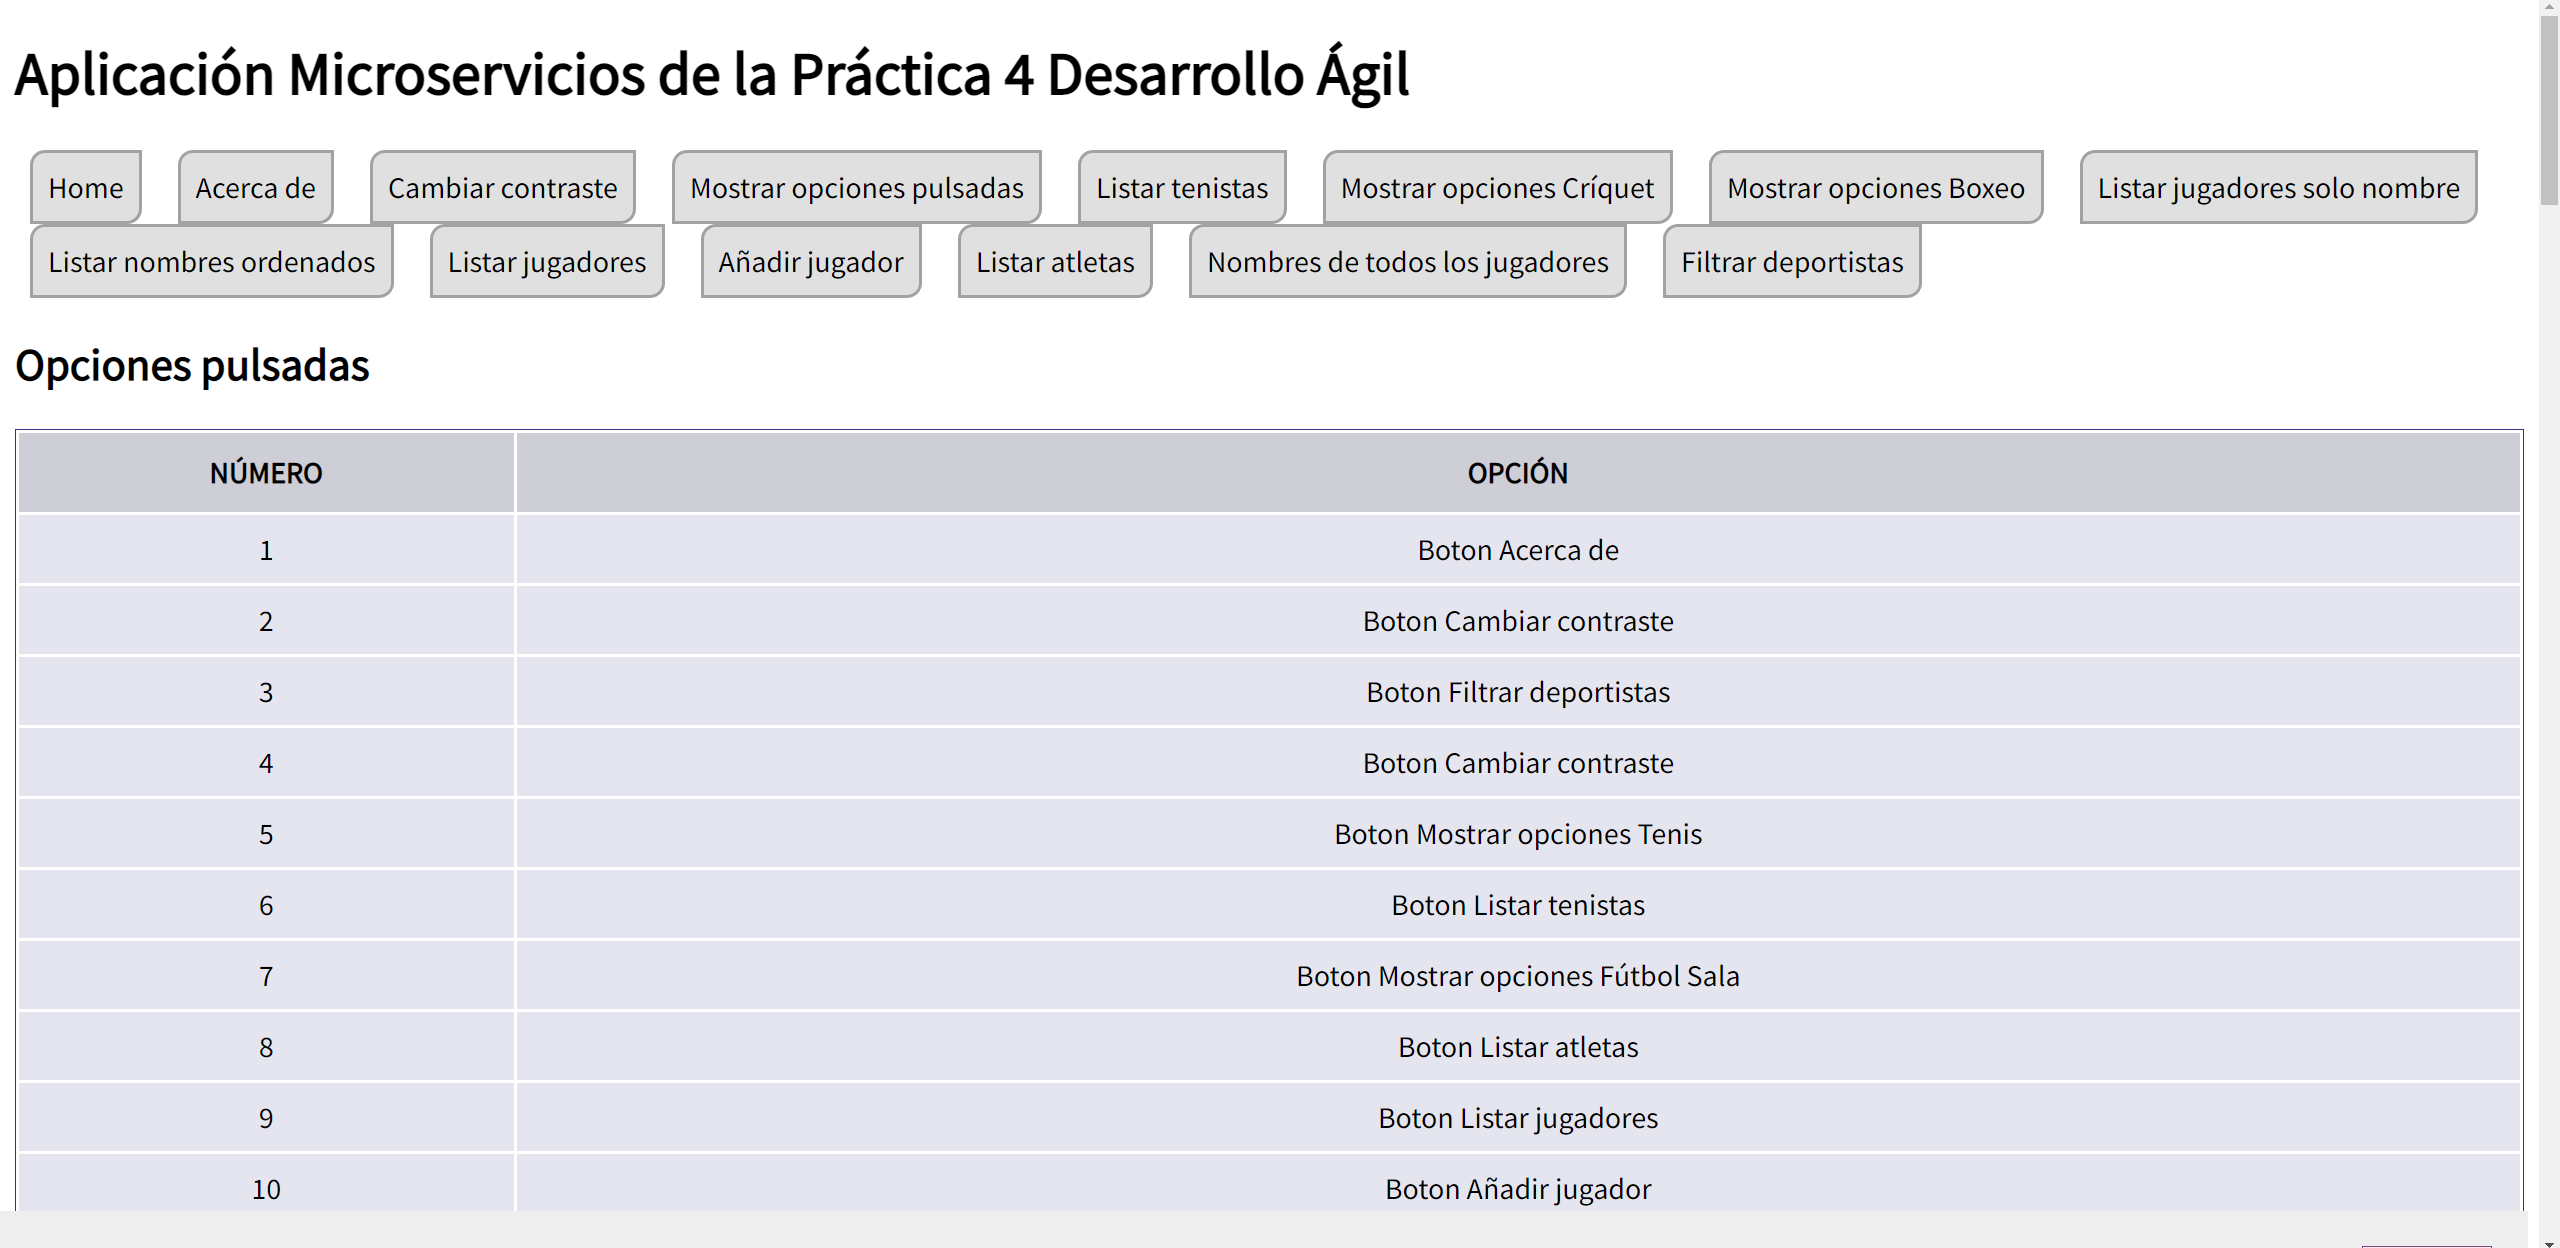 Aplicación Microservicios de la Práctica 4 Desarrollo Ágil
Home Acerca de Cambiar contraste Mostrar opciones pulsadas Listar tenistas Mostrar opciones Críquet Mostrar opciones Boxeo Listar jugadores solo nombre
Listar nombres ordenados Listar jugadores Añadir jugador Listar atletas Nombres de todos los jugadores Filtrar deportistas
Opciones pulsadas
NÚMERO OPCIÓN
1 Boton Acerca de
2 Boton Cambiar contraste
3 Boton Filtrar deportistas
4 Boton Cambiar contraste
5 Boton Mostrar opciones Tenis
6 Boton Listar tenistas
7 Boton Mostrar opciones Fútbol Sala
8 Boton Listar atletas
9 Boton Listar jugadores
10 Boton Añadir jugador